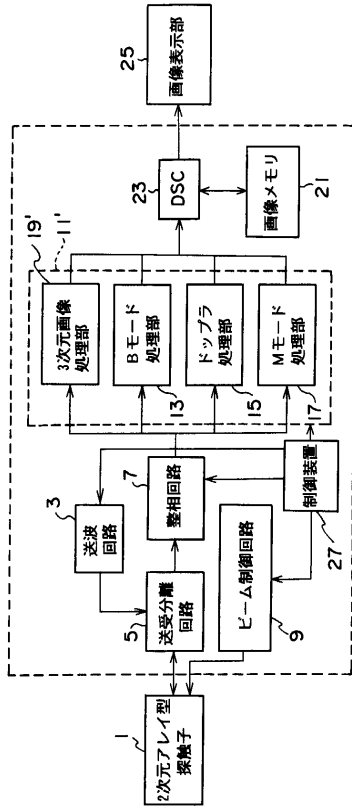 1
2次元アレイ型
探触子
3
送波
回路
5
送受分離
回路
7
整相回路
9
ビーム制御回路
27
制御装置
11'
19'
3次元画像
処理部
13
Bモード
処理部
15
ドップラ
処理部
17
Mモード
処理部
23
DSC
21
画像メモリ
25
画像表示部